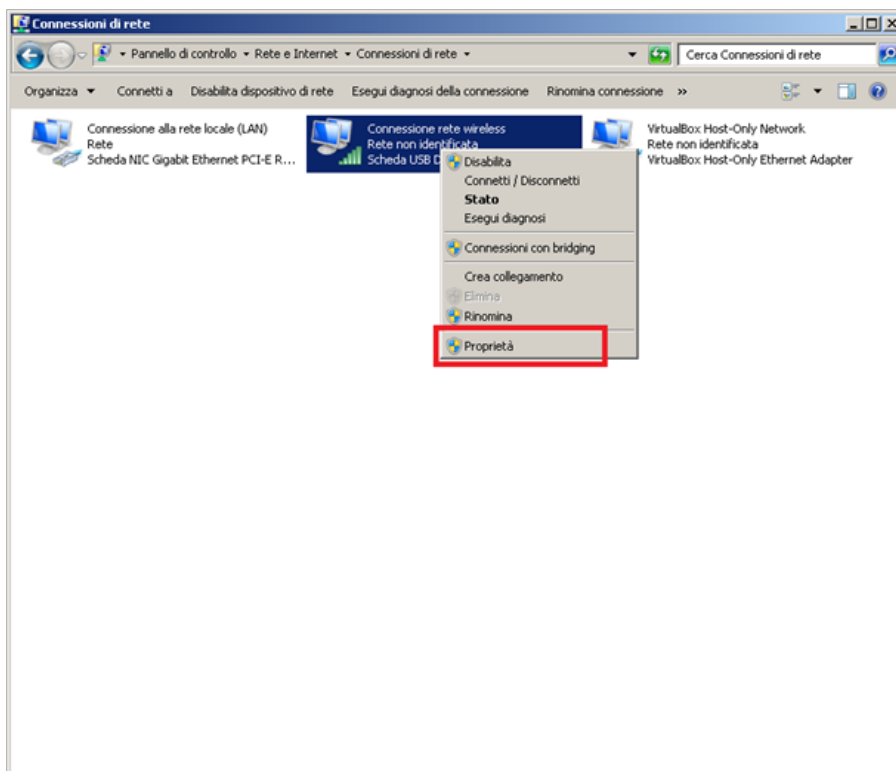 Connessioni di rete
Pannello di controllo Rete e Internet Connessioni di rete
Cerca Connessioni di rete
Organizza Connetti a Disabilita dispositivo di rete Esegui diagnosi della connessione Rinomina connessione »
Connessione alla rete locale (LAN)
Rete
Scheda NIC Gigabit Ethernet PCI-E R...
Connessione rete wireless
Rete non identificata
Scheda USB
VirtualBox Host-Only Network
Rete non identificata
VirtualBox Host-Only Ethernet Adapter
Disabilita
Connetti / Disconnetti
Stato
Esegui diagnosi
Connessioni con bridging
Crea collegamento
Elimina
Rinomina
Proprietà